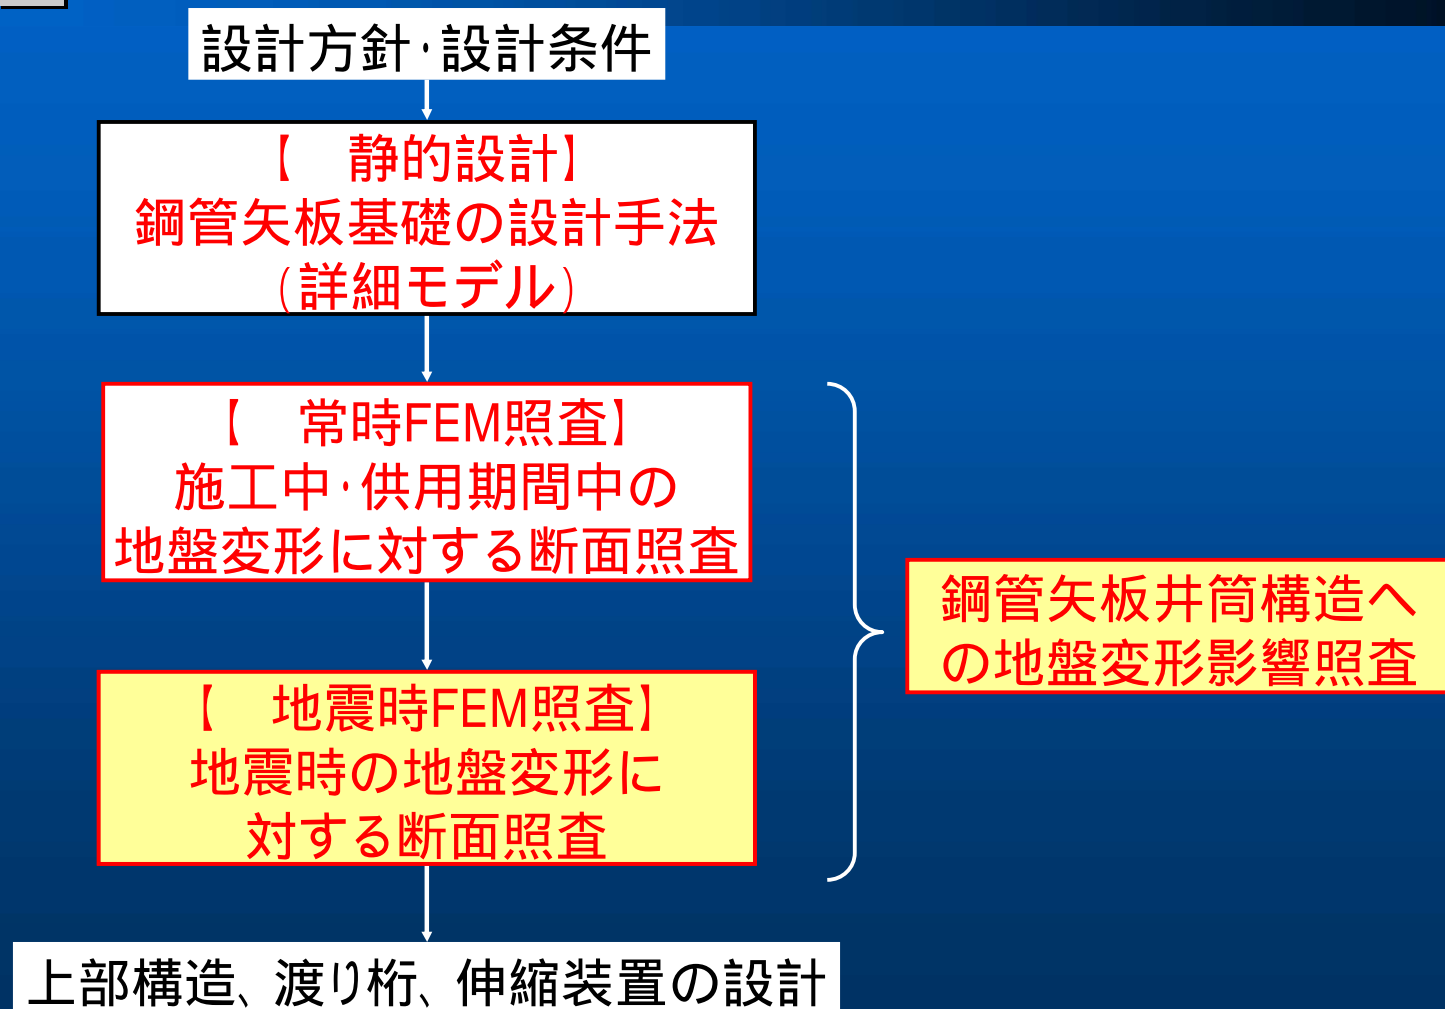 設計方針・設計条件
【　静的設計】
鋼管矢板基礎の設計手法
(詳細モデル)
【　常時FEM照査】
施工中・供用期間中の
地盤変形に対する断面照査
鋼管矢板井筒構造へ
の地盤変形影響照査
【　地震時FEM照査】
地震時の地盤変形に
対する断面照査
上部構造、渡り桁、伸縮装置の設計